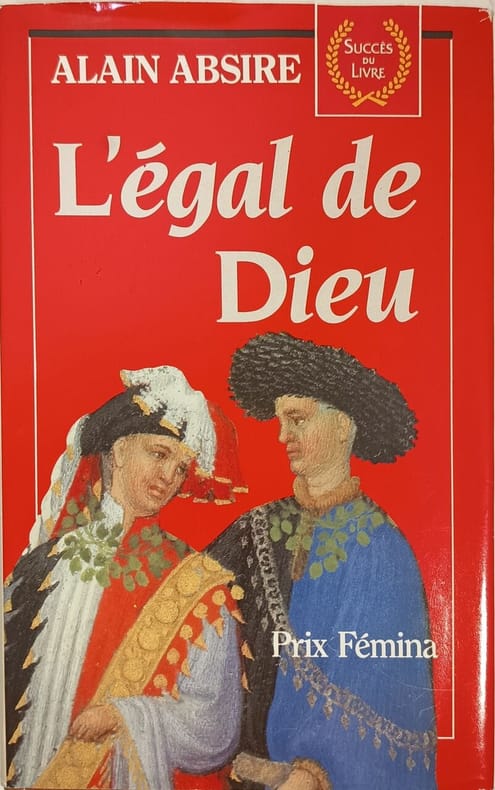 ALAIN ABSIRE
SUCCÈS
DU
LIVRE
L'égal de
Dieu
Prix Fémina